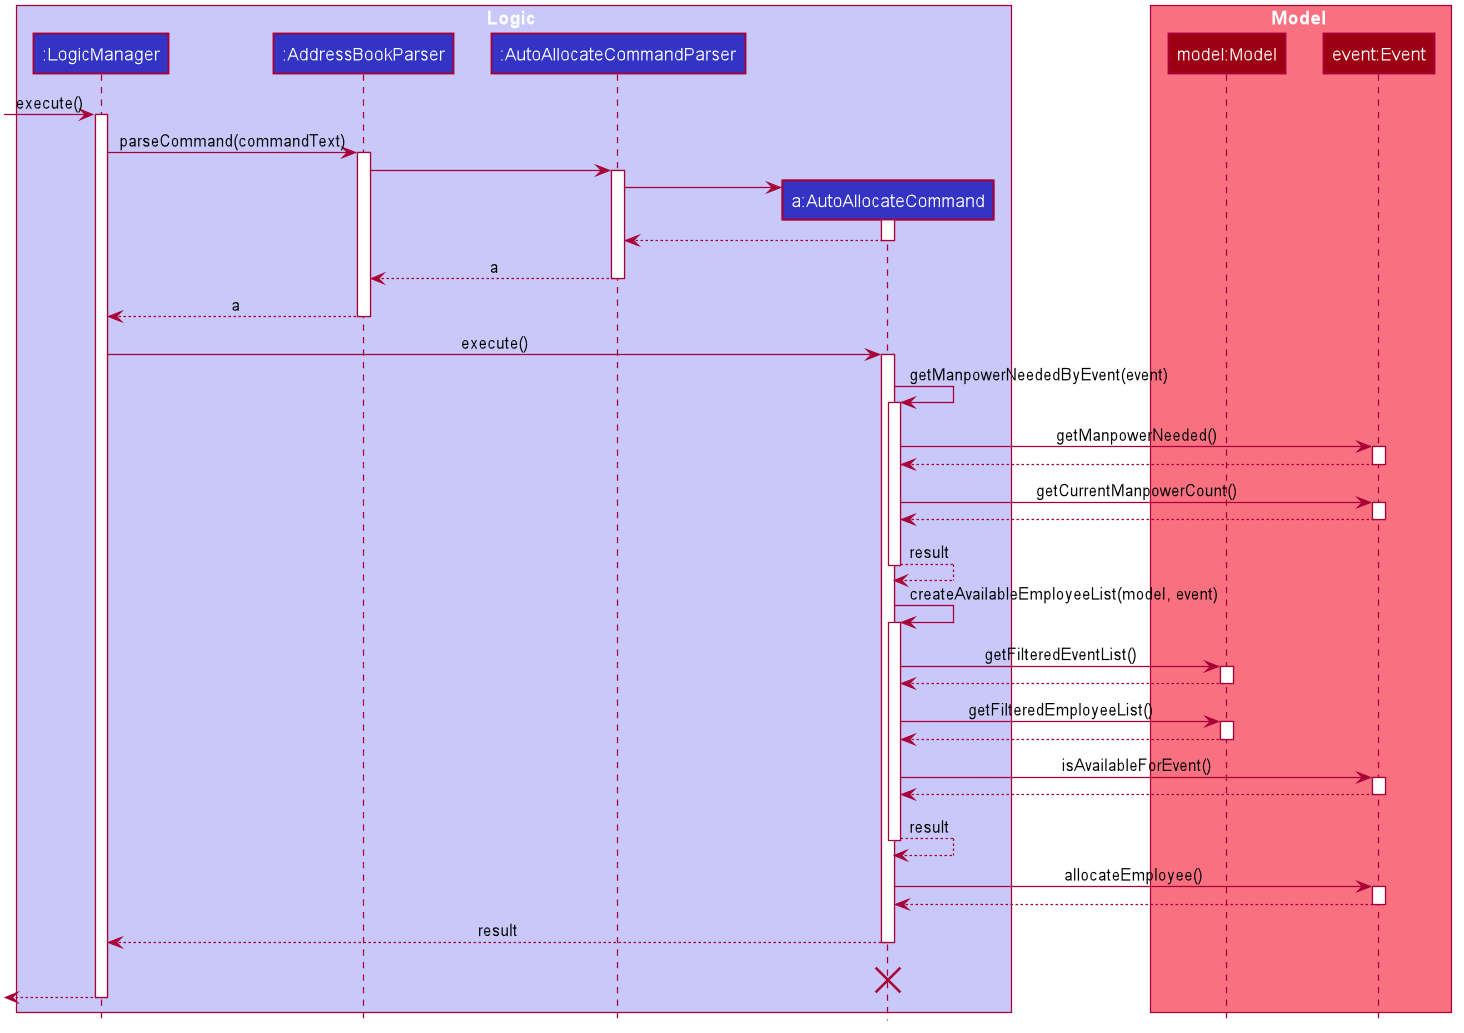 Logic
Model
:LogicManager
:AddressBookParser
:AutoAllocateCommandParser
model:Model
event:Event
execute()
parseCommand(commandText)
a:AutoAllocateCommand
a
a
execute()
getManpowerNeededByEvent(event)
getManpowerNeeded()
getCurrentManpowerCount()
result
createAvailableEmployeeList(model, event)
getFilteredEventList()
getFilteredEmployeeList()
isAvailableForEvent()
result
allocateEmployee()
result